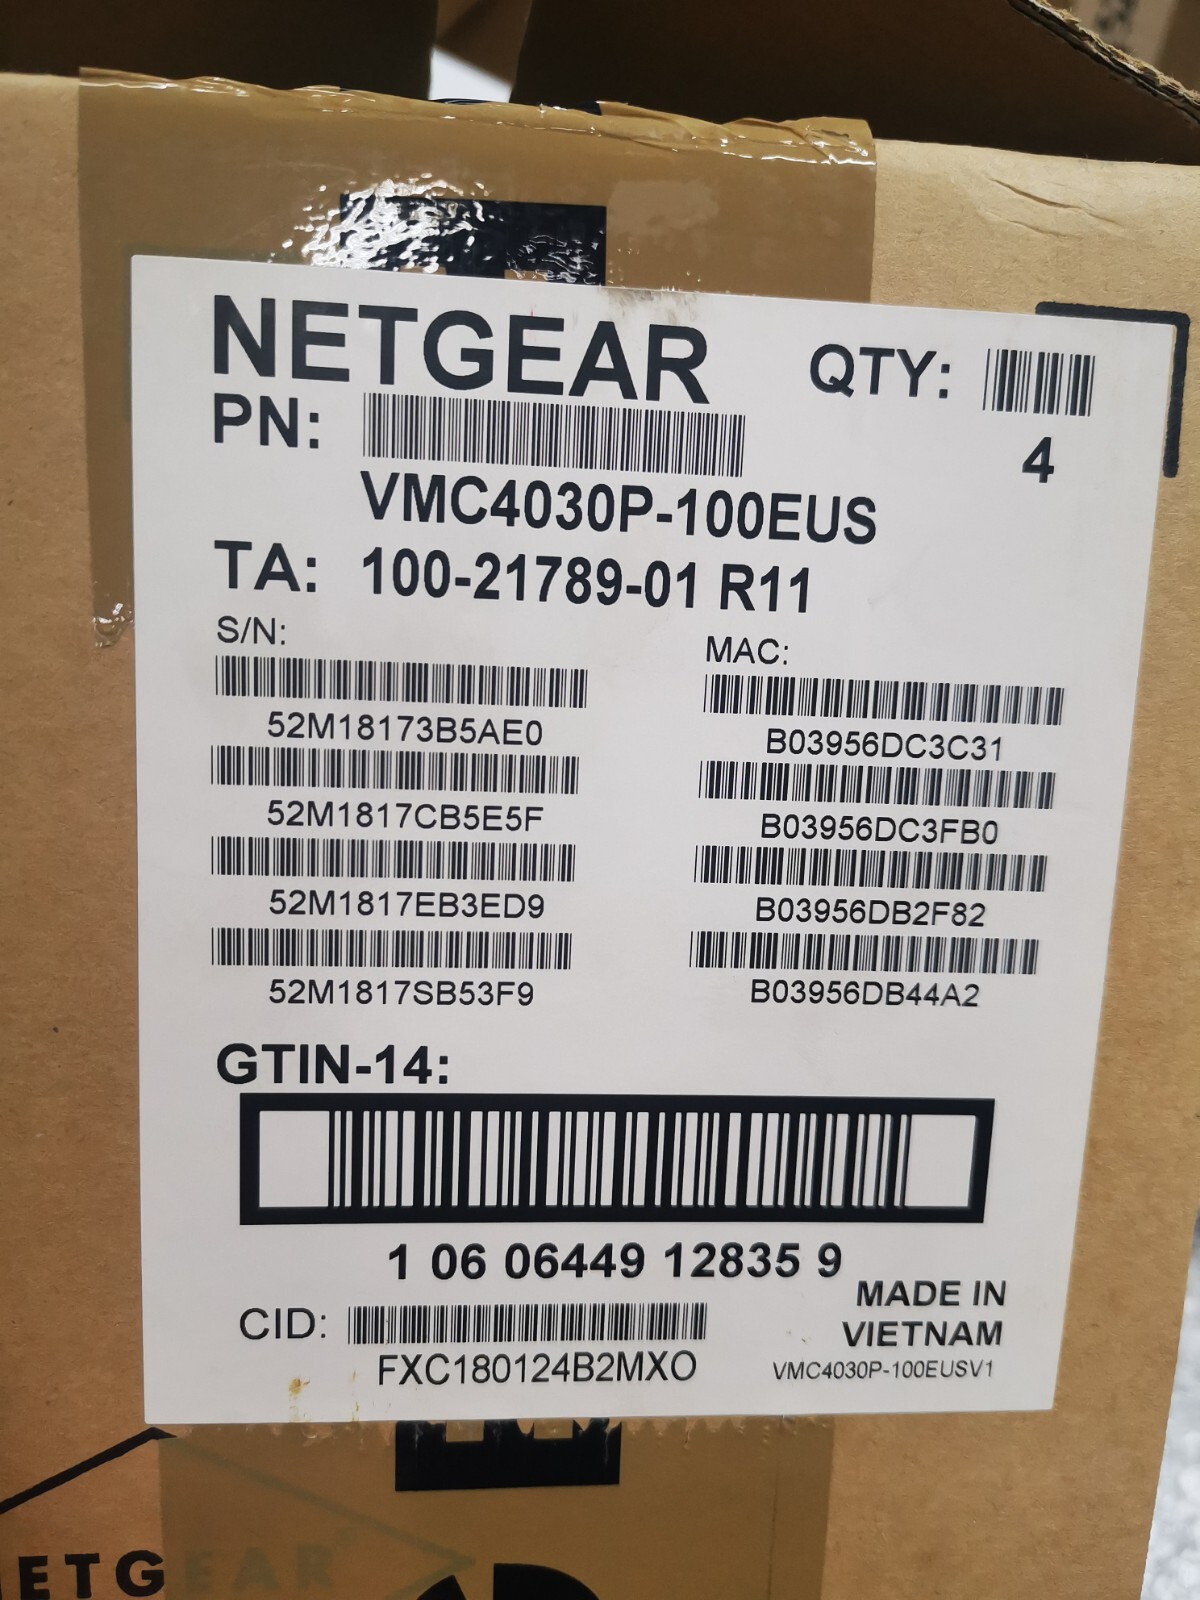 NETGEAR
QTY:
4
PN:
VMC4030P-100EUS
TA: 100-21789-01 R11
S/N:
MAC:
52M18173B5AE0
B03956DC3C31
52M1817CB5E5F
B03956DC3FB0
52M1817EB3ED9
B03956DB2F82
52M1817SB53F9
B03956DB44A2
GTIN-14:
1 06 06449 12835 9
CID:
FXC180124B2MXO
MADE IN
VIETNAM
VMC4030P-100EUSV1
ETGEAR